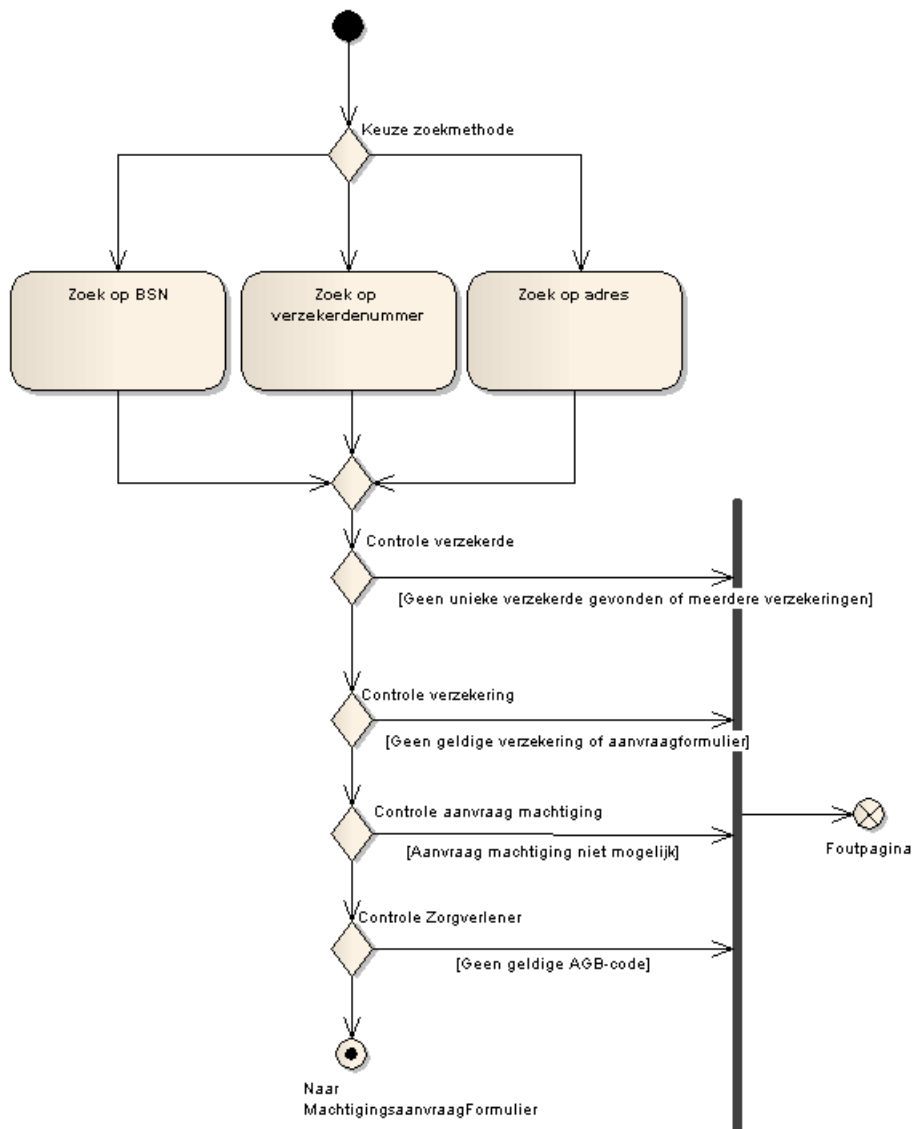 Keuze zoekmethode
Zoek op BSN
Zoek op
verzekerdenummer
Zoek op adres
Controle verzekerde
[Geen unieke verzekerde gevonden of meerdere verzekeringen]
Controle verzekering
[Geen geldige verzekering of aanvraagformulier]
Controle aanvraag machtiging
[Aanvraag machtiging niet mogelijk]
Foutpagina
Controle Zorgverlener
[Geen geldige AGB-code]
Naar
MachtigingsaanvraagFormulier